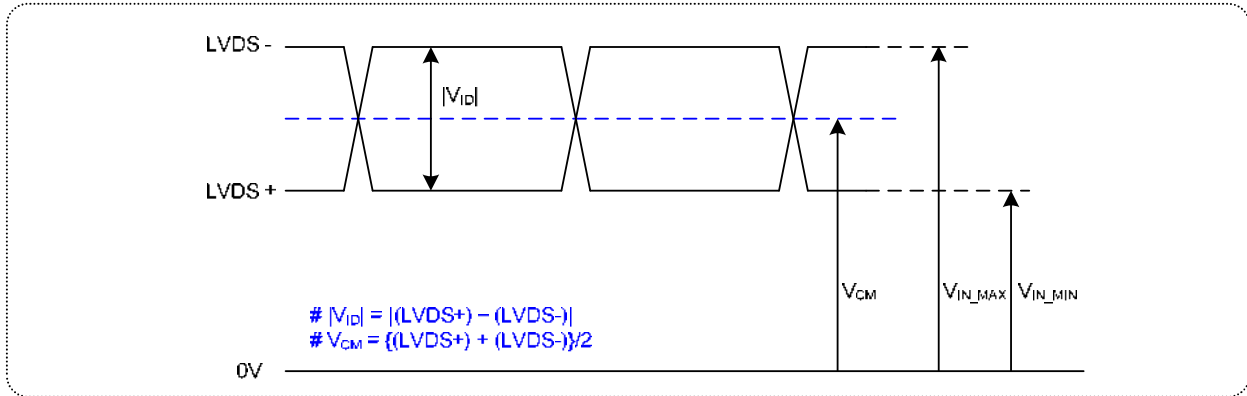 LVDS -
|VID|
LVDS +
VCM
VIN_MAX
VIN_MIN
# |VID| = |(LVDS+) – (LVDS-)|
# VCM = {(LVDS+) + (LVDS-)}/2
0V